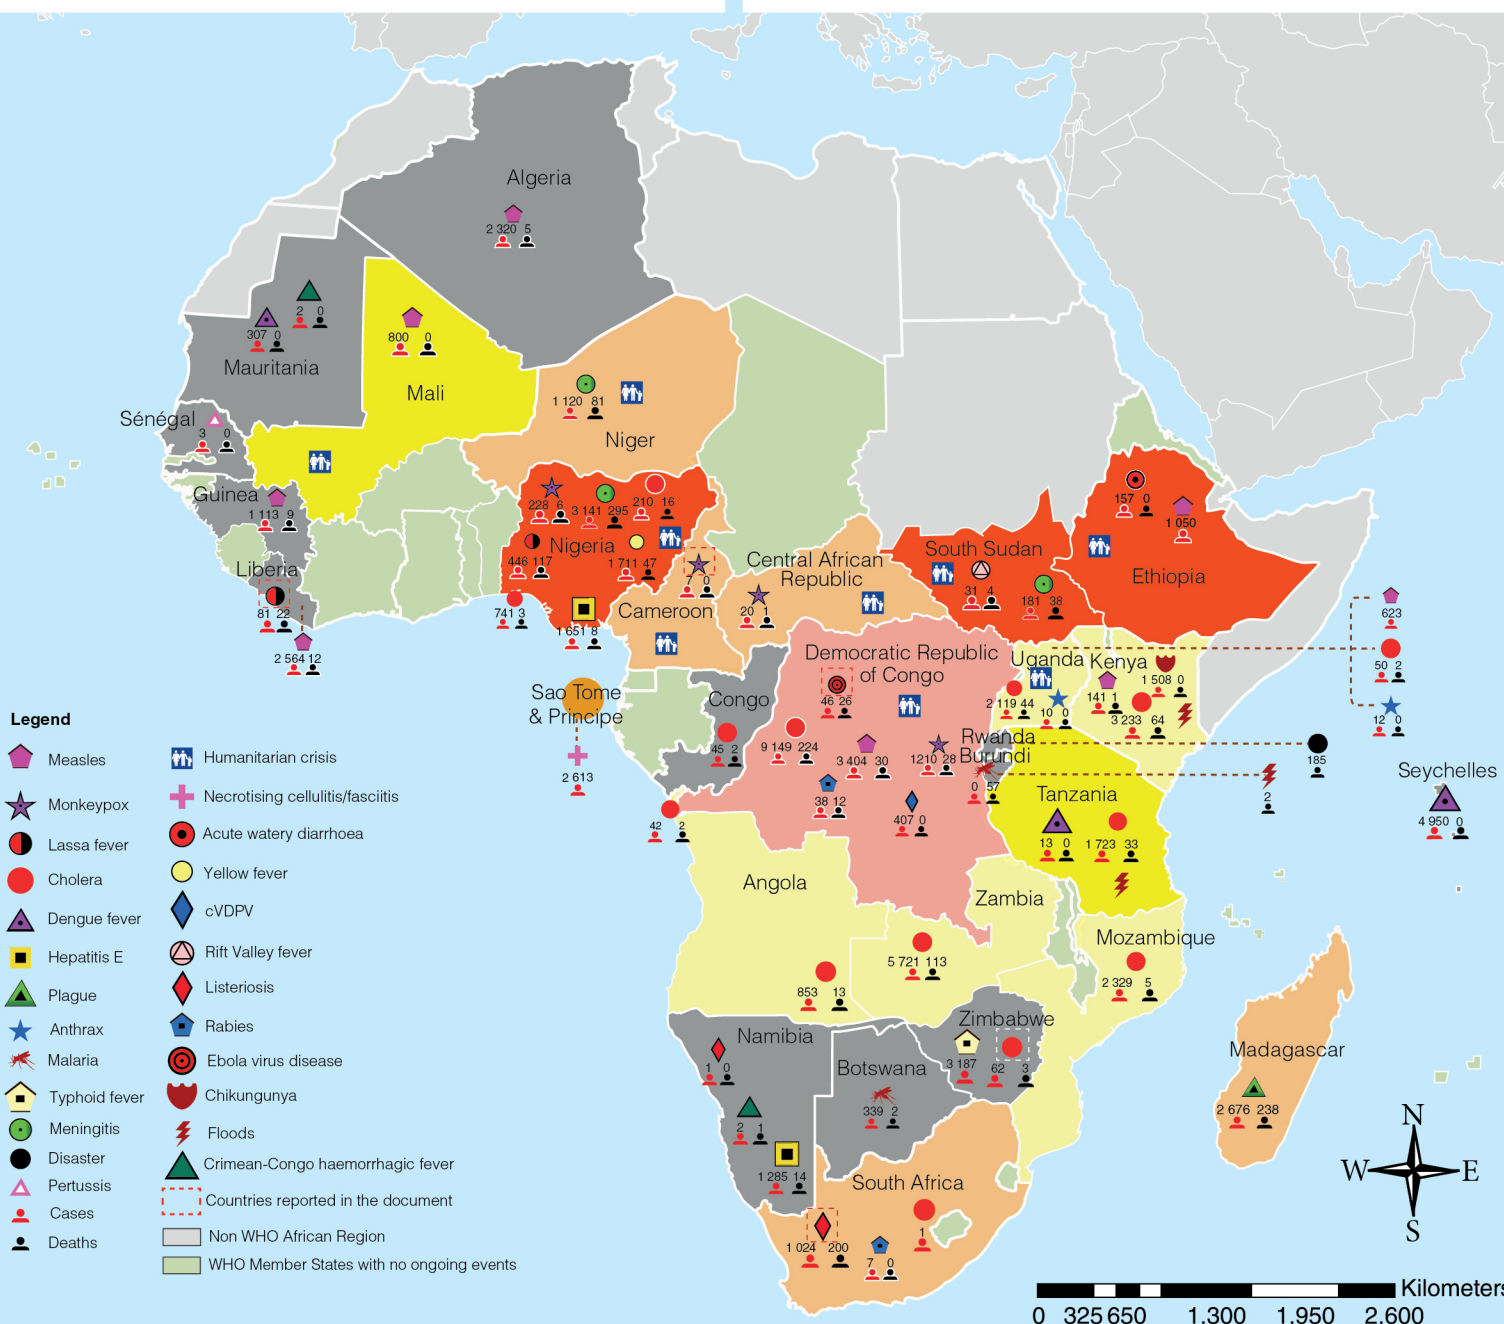 Algeria
2 320 5
2 0
307 0
Mauritania
800 0
Mali
Sénégal
3 0
1 120 81
Niger
Guinea
1 113 9
228 6
3 141 295
210 16
Nigeria
446 117
1 711 47
741 3
1 651 8
Liberia
81 22
2 564 12
7 0
Cameroon
Central African
Republic
20 1
South Sudan
31 4
181 38
157 0
1 050
Ethiopia
623
50 2
12 0
Sao Tome
& Principe
2 613
Congo
45 2
Democratic Republic
of Congo
46 26
9 149 224
3 404 30
1210 28
38 12
407 0
Uganda
2 119 44
10 0
Kenya
1 508 0
141 1
3 233 64
Rwanda
Burundi
0 57
185
2
Seychelles
4 950 0
Tanzania
13 0
1 723 33
42 2
Angola
853 13
Zambia
5 721 113
Mozambique
2 329 5
Namibia
1 0
2 1
1 285 14
Botswana
339 2
Zimbabwe
3 187
62 3
Madagascar
2 676 238
South Africa
1 024 200
7 0
1
Legend
Measles
Monkeypox
Lassa fever
Cholera
Dengue fever
Hepatitis E
Plague
Anthrax
Malaria
Typhoid fever
Meningitis
Disaster
Pertussis
Cases
Deaths
Humanitarian crisis
Necrotising cellulitis/fasciitis
Acute watery diarrhoea
Yellow fever
cVDPV
Rift Valley fever
Listeriosis
Rabies
Ebola virus disease
Chikungunya
Floods
Crimean-Congo haemorrhagic fever
Countries reported in the document
Non WHO African Region
WHO Member States with no ongoing events
N
W E
S
Kilometers
0 325 650 1.300 1.950 2.600